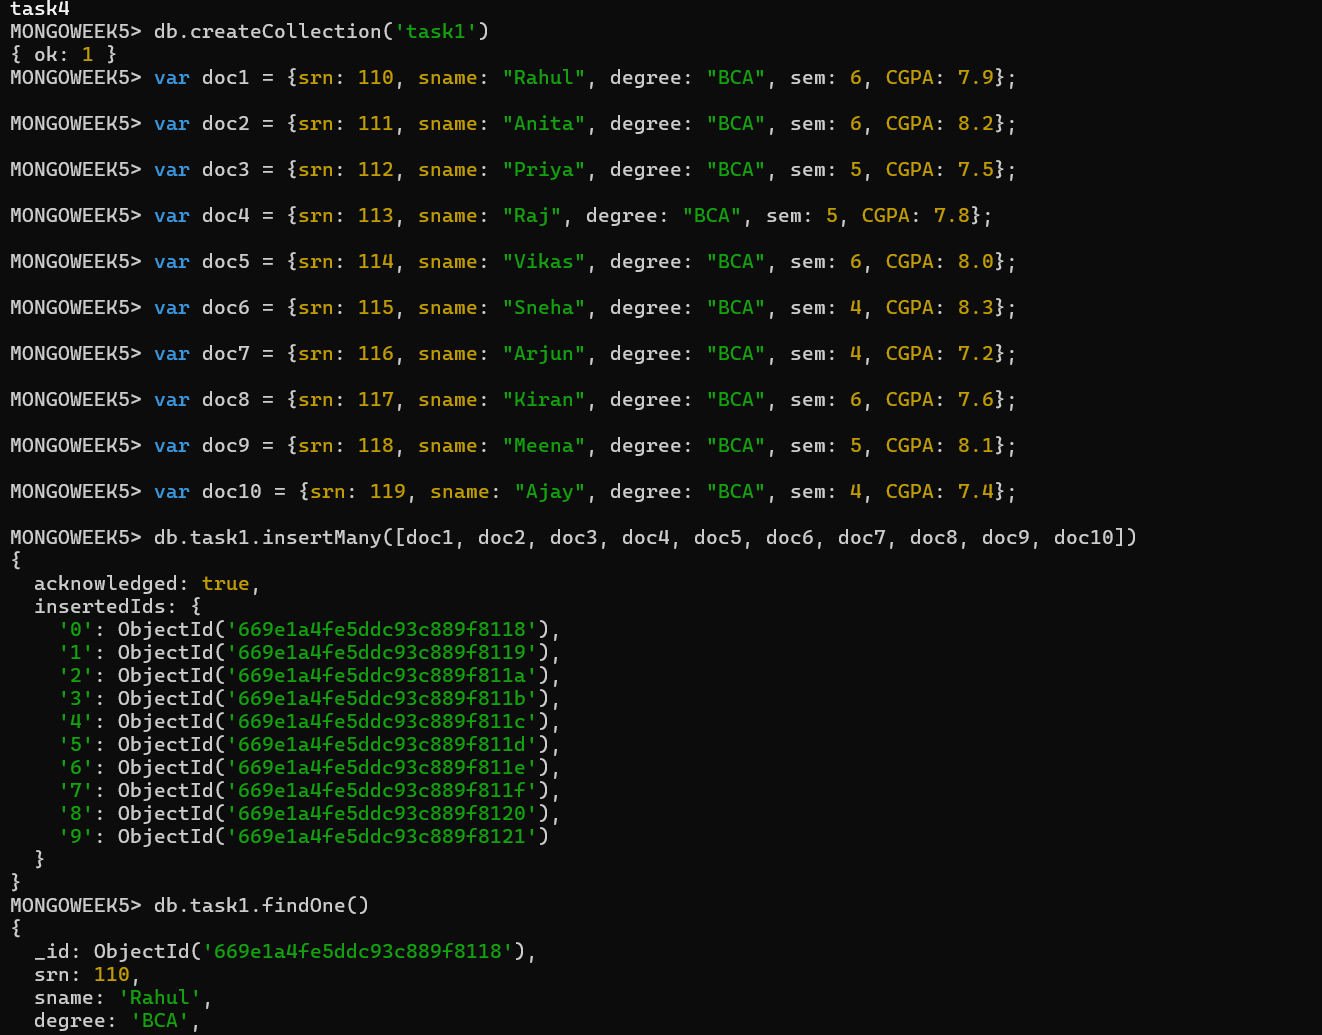 task4
MONGOWEEK5> db.createCollection('task1')
{ ok: 1 }
MONGOWEEK5> var doc1 = {srn: 110, sname: "Rahul", degree: "BCA", sem: 6, CGPA: 7.9};
MONGOWEEK5> var doc2 = {srn: 111, sname: "Anita", degree: "BCA", sem: 6, CGPA: 8.2};
MONGOWEEK5> var doc3 = {srn: 112, sname: "Priya", degree: "BCA", sem: 5, CGPA: 7.5};
MONGOWEEK5> var doc4 = {srn: 113, sname: "Raj", degree: "BCA", sem: 5, CGPA: 7.8};
MONGOWEEK5> var doc5 = {srn: 114, sname: "Vikas", degree: "BCA", sem: 6, CGPA: 8.0};
MONGOWEEK5> var doc6 = {srn: 115, sname: "Sneha", degree: "BCA", sem: 4, CGPA: 8.3};
MONGOWEEK5> var doc7 = {srn: 116, sname: "Arjun", degree: "BCA", sem: 4, CGPA: 7.2};
MONGOWEEK5> var doc8 = {srn: 117, sname: "Kiran", degree: "BCA", sem: 6, CGPA: 7.6};
MONGOWEEK5> var doc9 = {srn: 118, sname: "Meena", degree: "BCA", sem: 5, CGPA: 8.1};
MONGOWEEK5> var doc10 = {srn: 119, sname: "Ajay", degree: "BCA", sem: 4, CGPA: 7.4};
MONGOWEEK5> db.task1.insertMany([doc1, doc2, doc3, doc4, doc5, doc6, doc7, doc8, doc9, doc10])
{
  acknowledged: true,
  insertedIds: {
    '0': ObjectId('669e1a4fe5ddc93c889f8118'),
    '1': ObjectId('669e1a4fe5ddc93c889f8119'),
    '2': ObjectId('669e1a4fe5ddc93c889f811a'),
    '3': ObjectId('669e1a4fe5ddc93c889f811b'),
    '4': ObjectId('669e1a4fe5ddc93c889f811c'),
    '5': ObjectId('669e1a4fe5ddc93c889f811d'),
    '6': ObjectId('669e1a4fe5ddc93c889f811e'),
    '7': ObjectId('669e1a4fe5ddc93c889f811f'),
    '8': ObjectId('669e1a4fe5ddc93c889f8120'),
    '9': ObjectId('669e1a4fe5ddc93c889f8121')
  }
}
MONGOWEEK5> db.task1.findOne()
{
  _id: ObjectId('669e1a4fe5ddc93c889f8118'),
  srn: 110,
  sname: 'Rahul',
  degree: 'BCA',